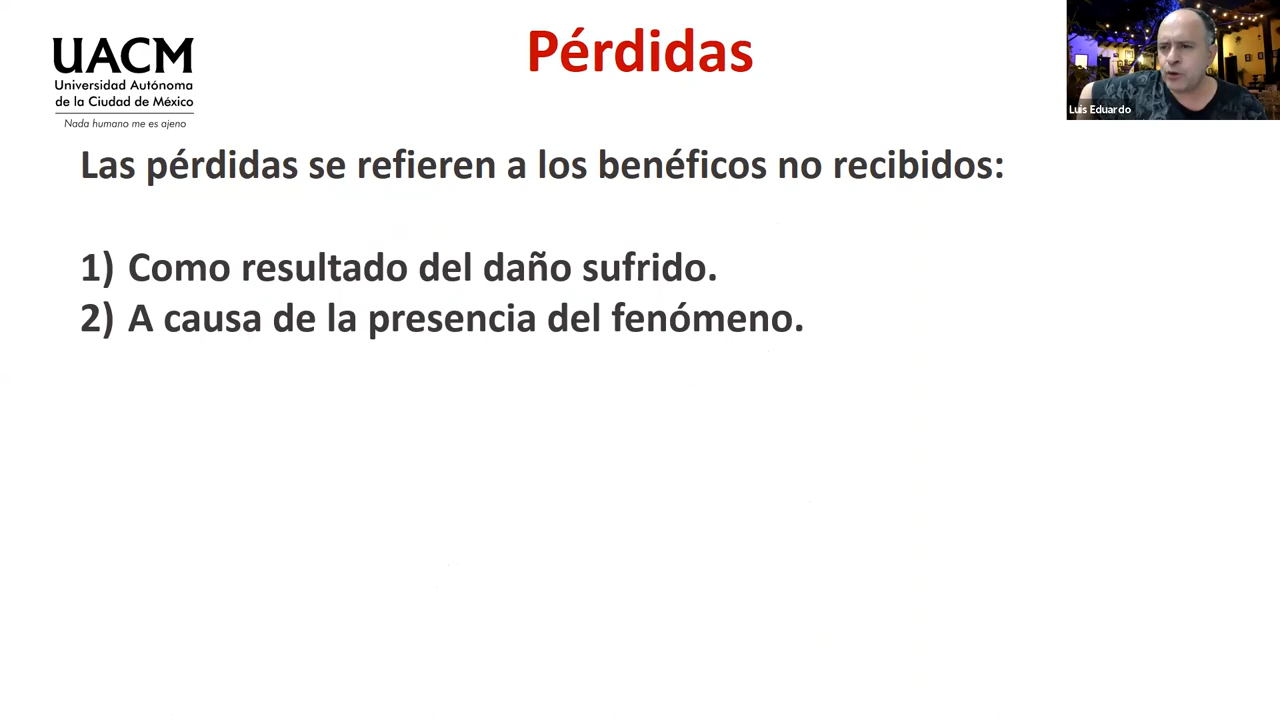 Pérdidas
UACM
Universidad Autónoma
de la Ciudad de México
Nada humano me es ajeno
Luis Eduardo
Las pérdidas se refieren a los benéficos no recibidos:
1) Como resultado del daño sufrido.
2) A causa de la presencia del fenómeno.